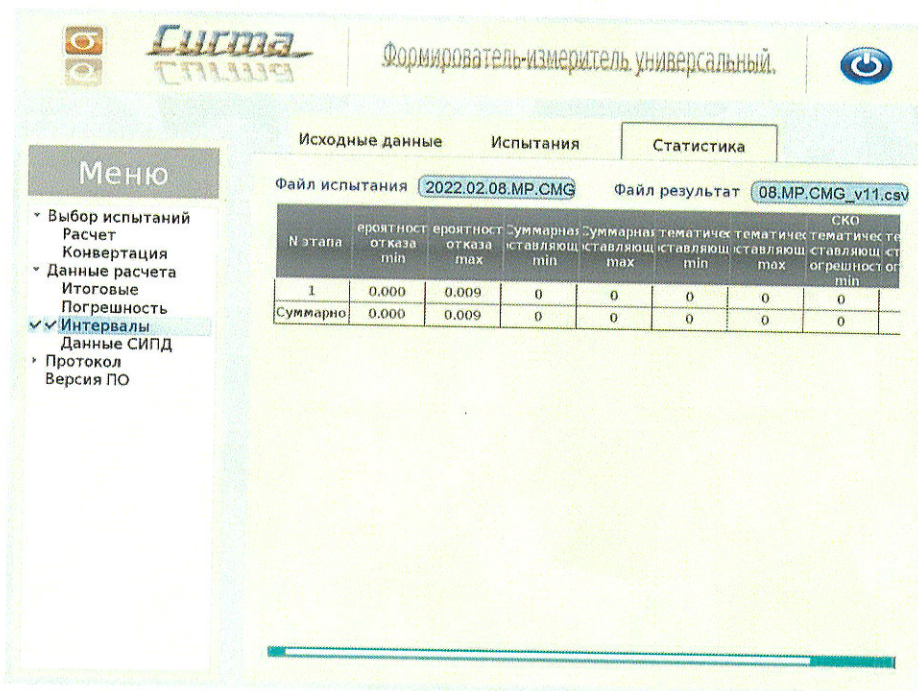 Сигма
Формирователь-измеритель универсальный.
Исходные данные
Испытания
Статистика
Меню
Файл испытания
2022.02.08.MP.CMG
Файл результат
08.MP.CMG_v11.csv
Выбор испытаний
Расчет
Конвертация
Данные расчета
Итоговые
Погрешность
Интервалы
Данные СИПД
Протокол
Версия ПО
N этапа
ероятност отказа min
ероятност отказа max
Суммарная ставляющ min
Суммарная ставляющ max
тематичес ставляющ min
тематичес ставляющ max
СКО тематичес ставляющ огрешност min
1 0.000 0.009 0 0 0 0 0
Суммарно 0.000 0.009 0 0 0 0 0